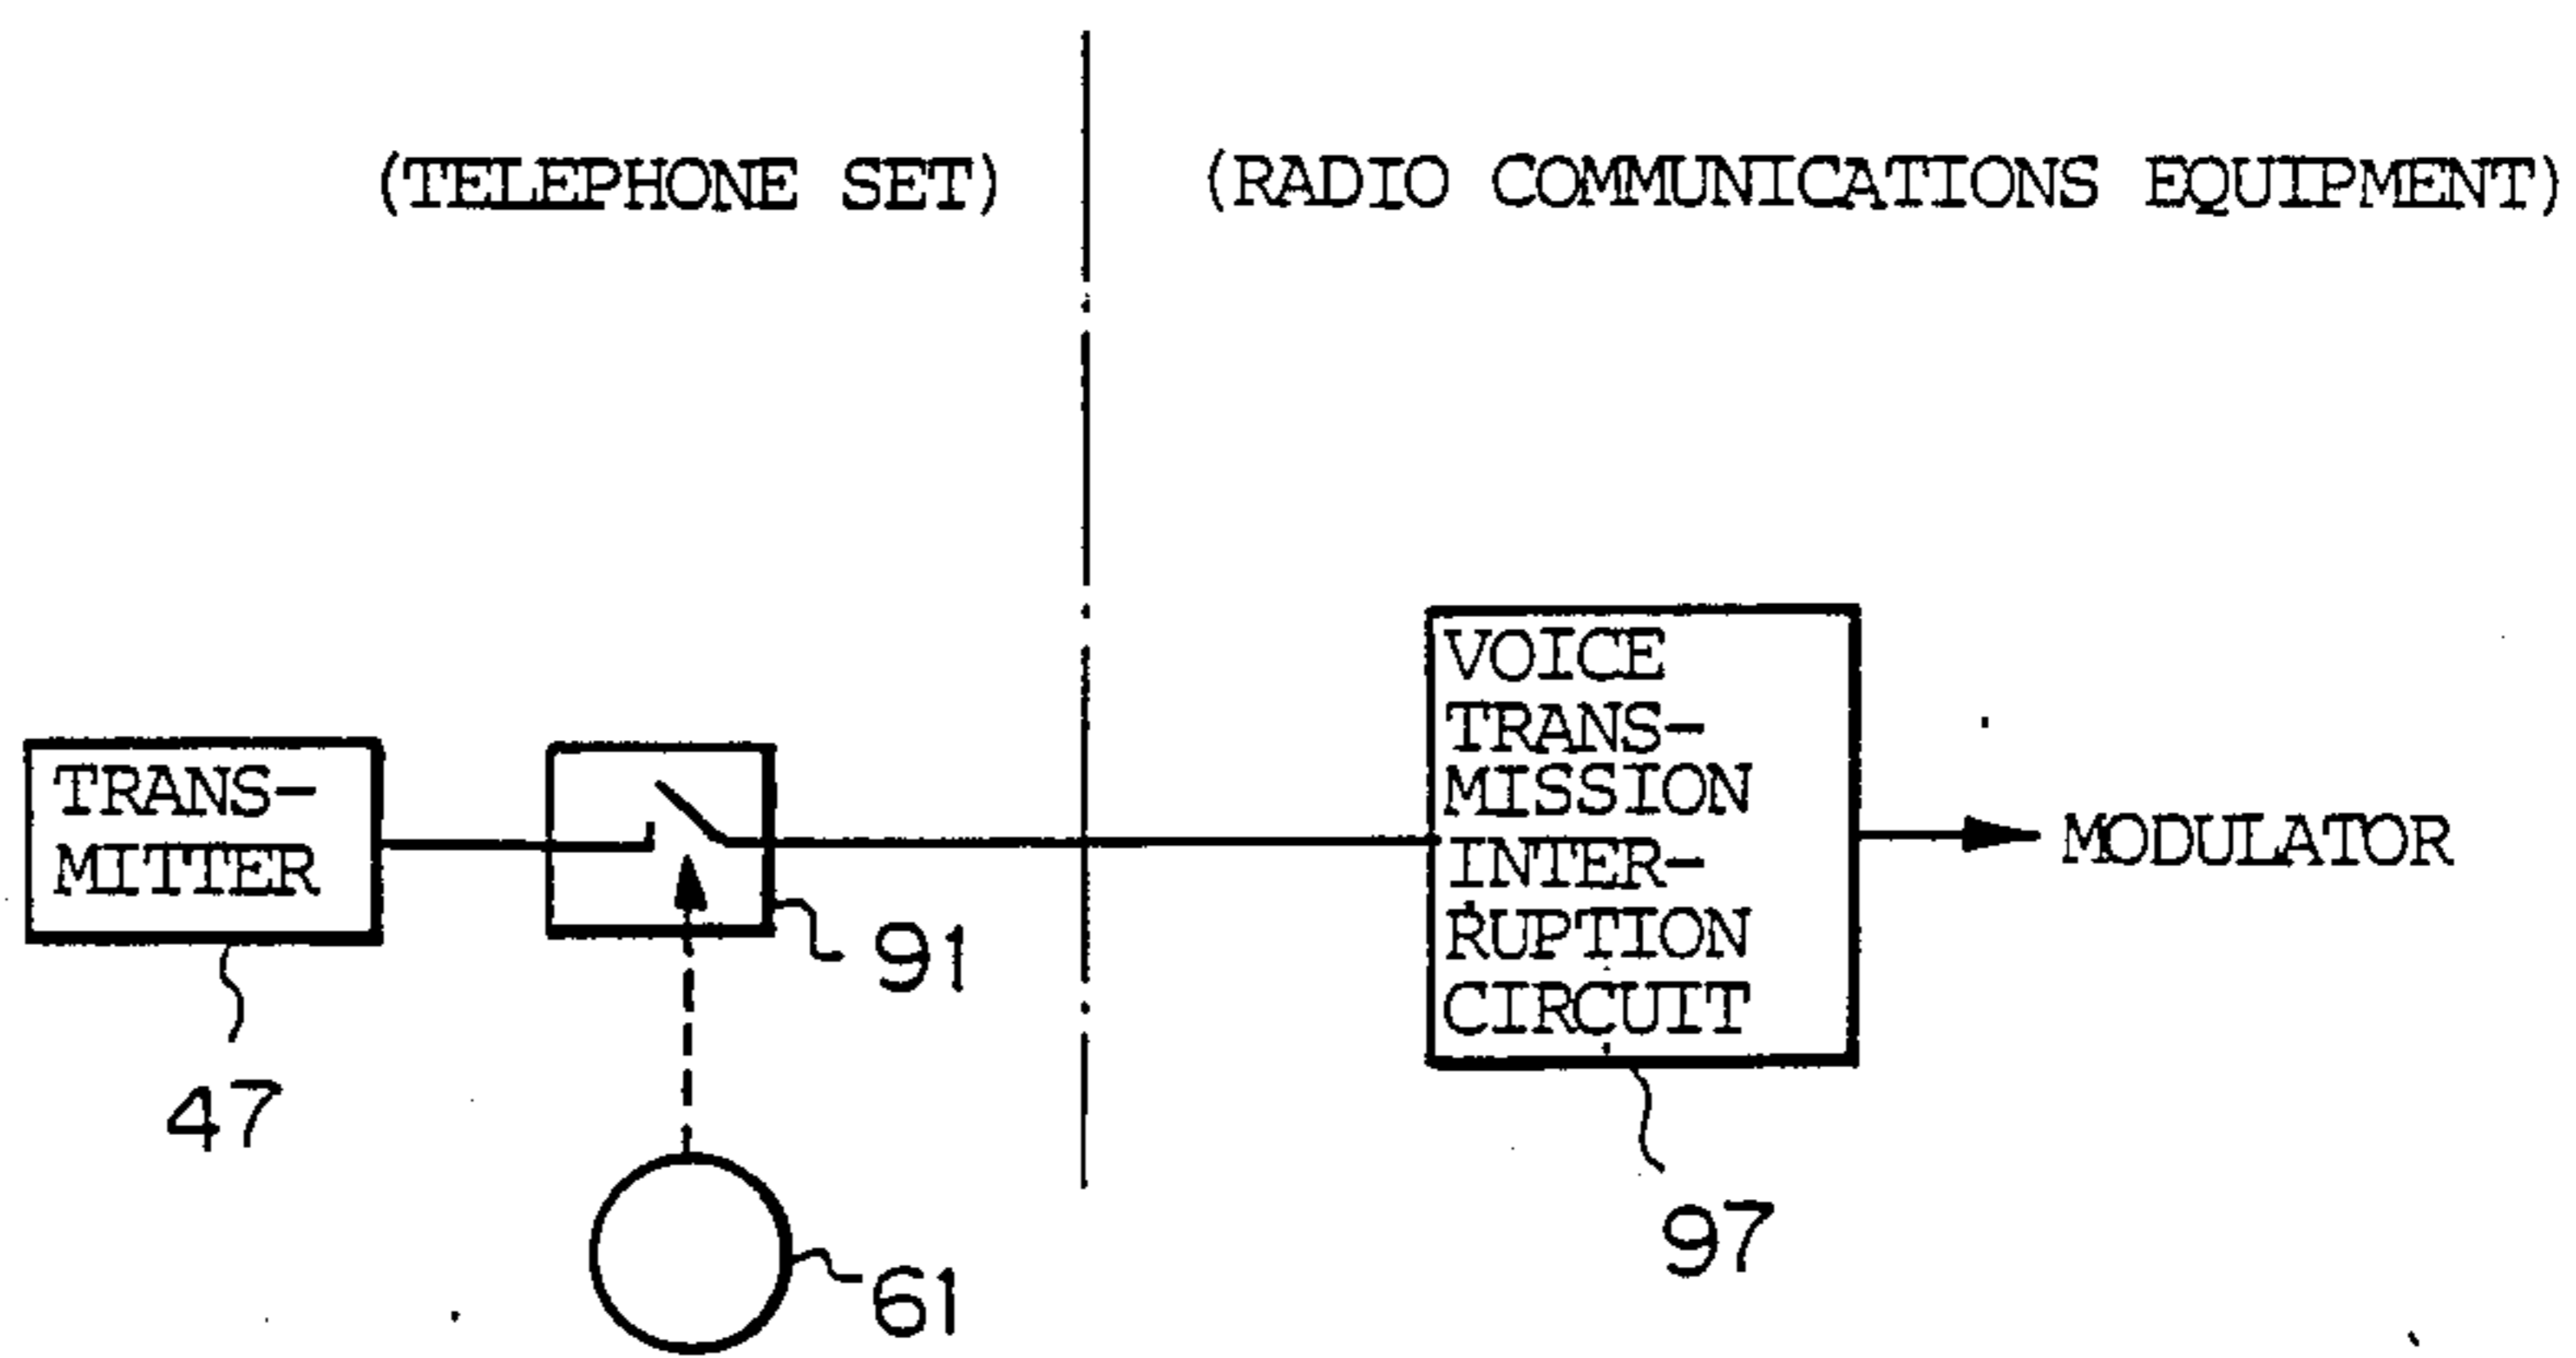 (TELEPHONE SET)
(RADIO COMMUNICATIONS EQUIPMENT)
TRANS-
MITTER
47
91
61
VOICE
TRANS-
MISSION
INTER-
RUPTION
CIRCUIT
97
MODULATOR